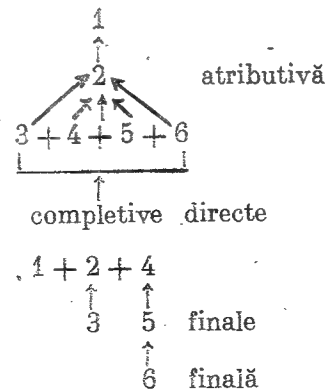 1
2 atributivă
3 + 4 + 5 + 6
completive directe
1 + 2 + 4
3 5 finale
6 finală